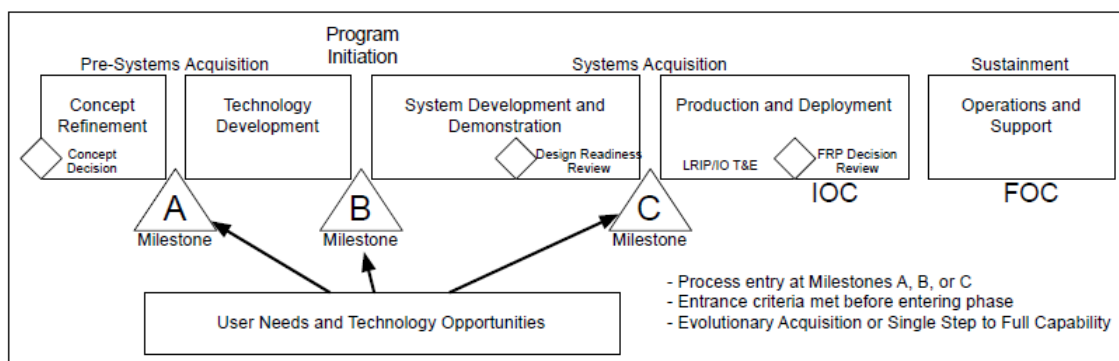 Program
Initiation
Pre-Systems Acquisition
Systems Acquisition
Sustainment
Concept
Refinement
Concept
Decision
Technology
Development
System Development and
Demonstration
Design Readiness
Review
Production and Deployment
LRIP/IO T&E
FRP Decision
Review
Operations and
Support
A
Milestone
B
Milestone
C
Milestone
IOC
FOC
User Needs and Technology Opportunities
- Process entry at Milestones A, B, or C
- Entrance criteria met before entering phase
- Evolutionary Acquisition or Single Step to Full Capability